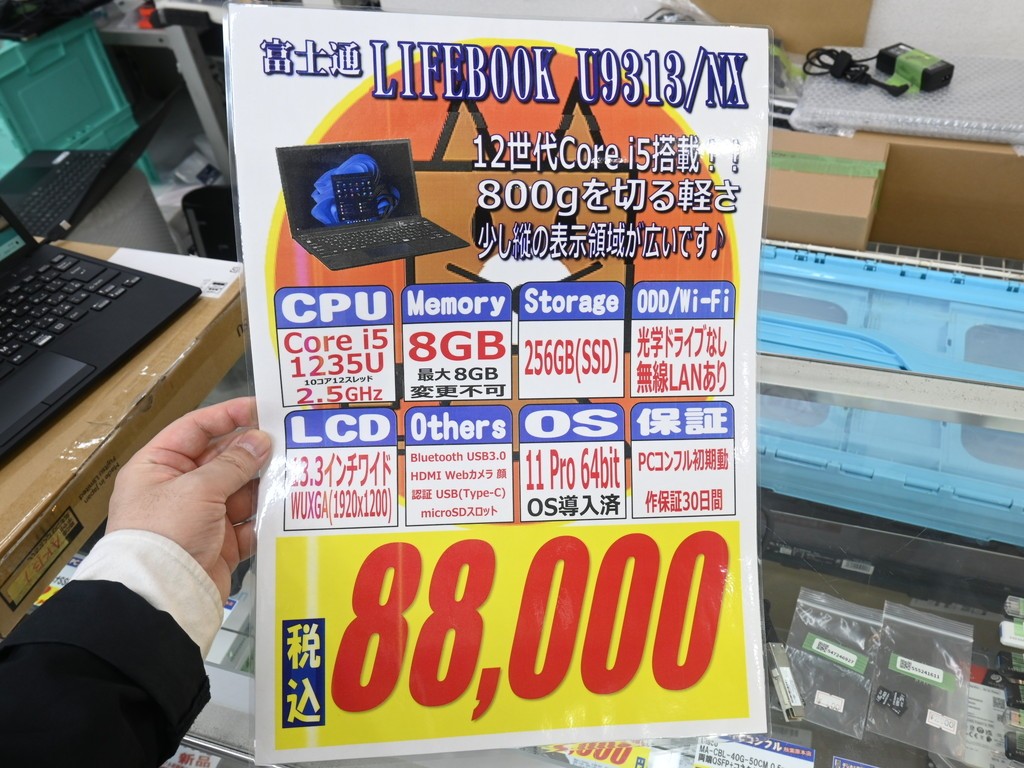 富士通 LIFEBOOK U9313/NX
12世代Core i5搭載！！
800gを切る軽さ
少し縦の表示領域が広いです♪
CPU
Core i5
1235U
10コア12スレッド
2.5GHz
Memory
8GB
最大8GB
変更不可
Storage
256GB(SSD)
ODD/Wi-Fi
光学ドライブなし
無線LANあり
LCD
13.3インチワイド
WUXGA(1920x1200)
Others
Bluetooth USB3.0
HDMI Webカメラ 顔
認証 USB(Type-C)
microSDスロット
OS
11 Pro 64bit
OS導入済
保証
PCコンフル初期動
作保証30日間
税込
88,000
新品
MA-CBL-40G-50CM